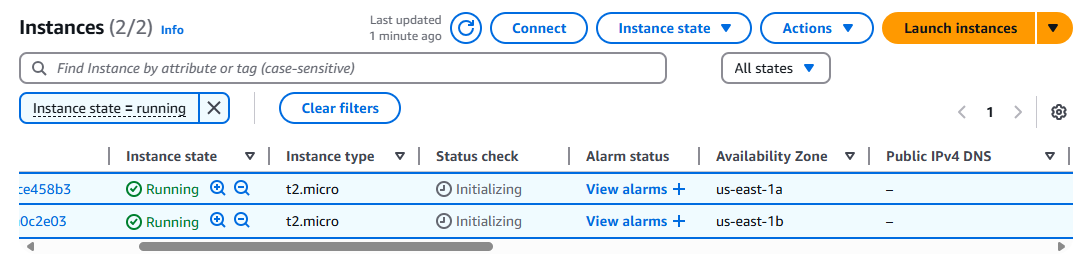 Instances (2/2) Info
Last updated
1 minute ago
Connect
Instance state
Actions
Launch instances
Find Instance by attribute or tag (case-sensitive)
All states
Instance state = running
Clear filters
1
Instance state Instance type Status check Alarm status Availability Zone Public IPv4 DNS
ce458b3 Running t2.micro Initializing View alarms + us-east-1a –
0c2e03 Running t2.micro Initializing View alarms + us-east-1b –